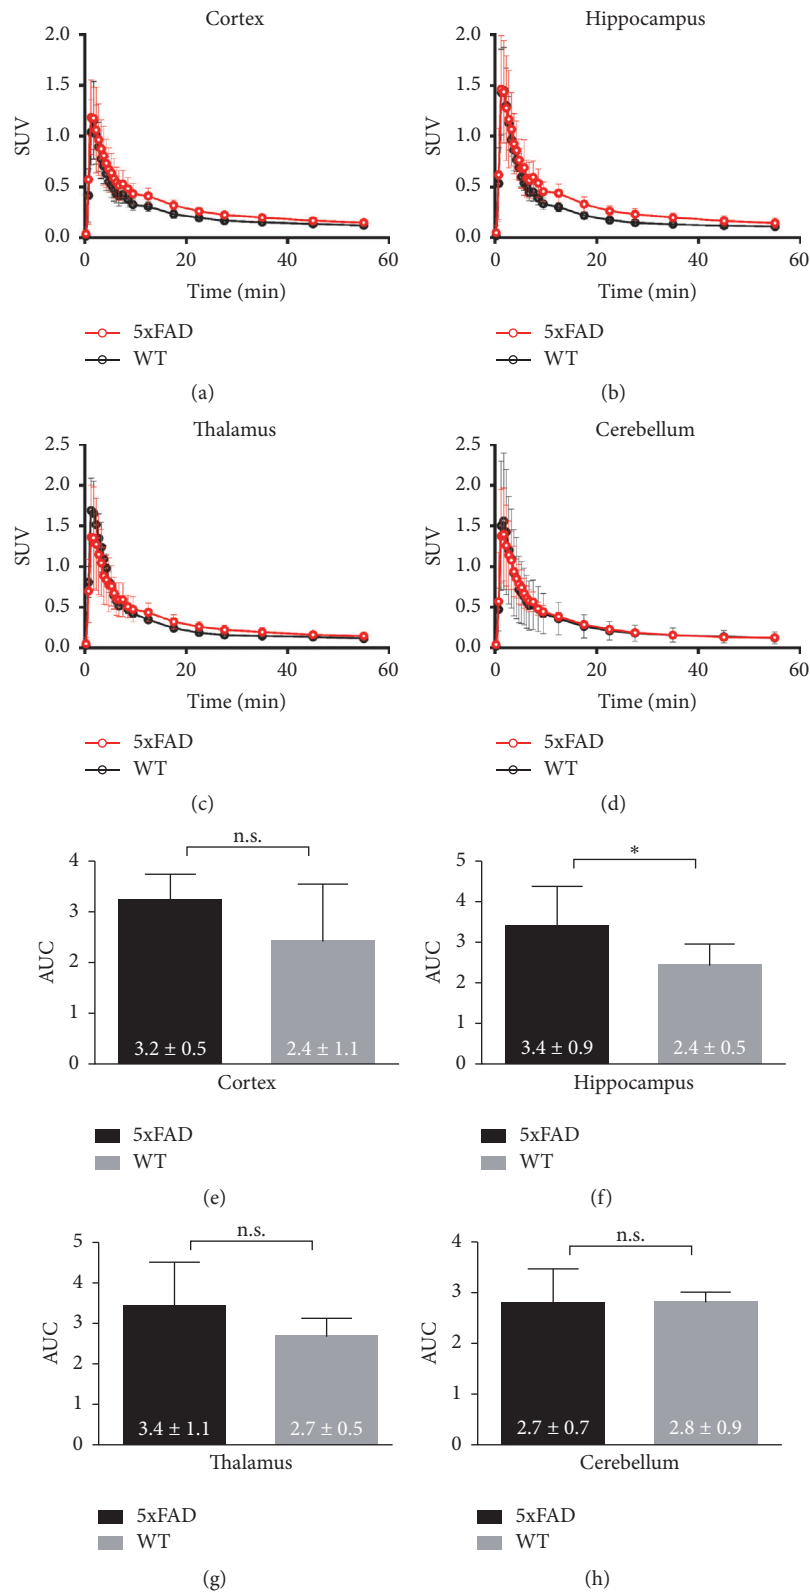 Cortex
2.0
1.5
1.0
0.5
0.0
SUV
0 20 40 60
Time (min)
5xFAD
WT
(a)
Hippocampus
2.0
1.5
1.0
0.5
0.0
SUV
0 20 40 60
Time (min)
5xFAD
WT
(b)
Thalamus
2.5
2.0
1.5
1.0
0.5
0.0
SUV
0 20 40 60
Time (min)
5xFAD
WT
(c)
Cerebellum
2.5
2.0
1.5
1.0
0.5
0.0
SUV
0 20 40 60
Time (min)
5xFAD
WT
(d)
n.s.
4
3
2
1
0
AUC
3.2 ± 0.5 2.4 ± 1.1
Cortex
5xFAD
WT
(e)
*
5
4
3
2
1
0
AUC
3.4 ± 0.9 2.4 ± 0.5
Hippocampus
5xFAD
WT
(f)
n.s.
5
4
3
2
1
0
AUC
3.4 ± 1.1 2.7 ± 0.5
Thalamus
5xFAD
WT
(g)
n.s.
4
3
2
1
0
AUC
2.7 ± 0.7 2.8 ± 0.9
Cerebellum
5xFAD
WT
(h)